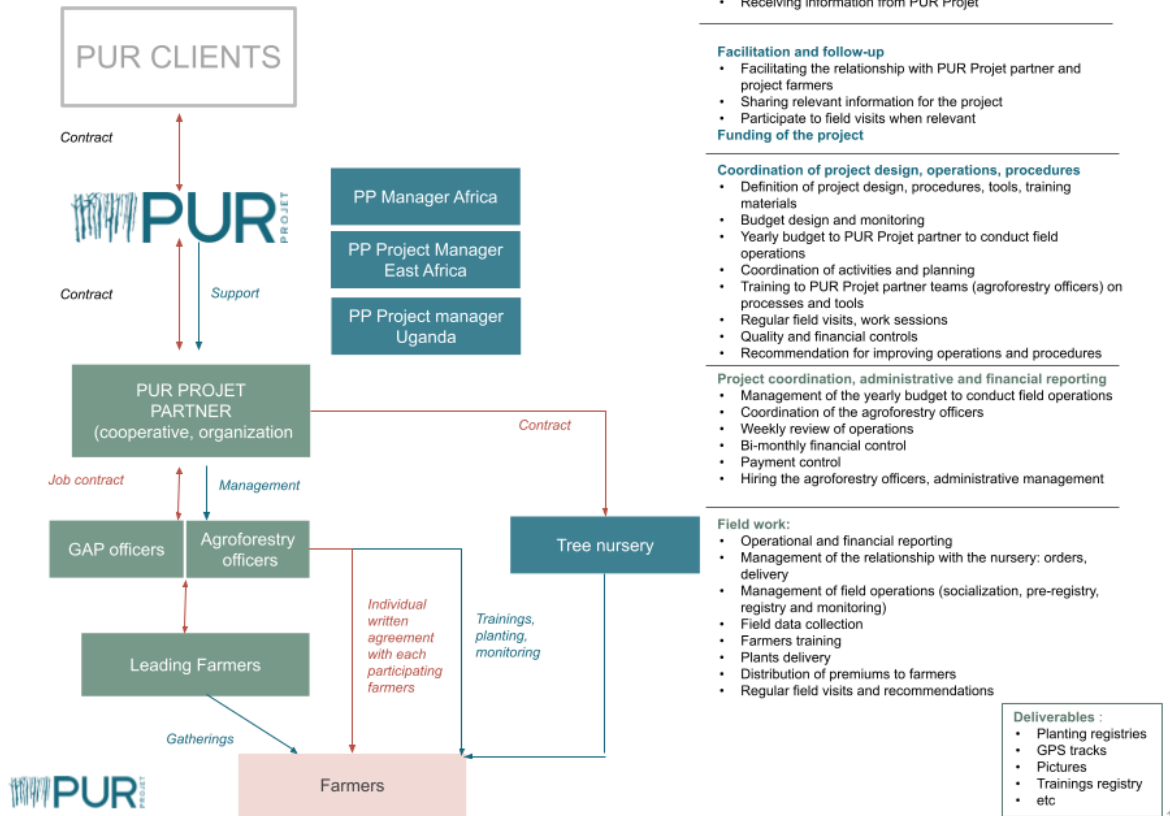 • Receiving information from PUR Projet
PUR CLIENTS
Contract
PUR PROJET
Contract
Support
PP Manager Africa
PP Project Manager
East Africa
PP Project manager
Uganda
PUR PROJET
PARTNER
(cooperative, organization
Contract
Job contract
Management
GAP officers
Agroforestry
officers
Tree nursery
Individual
written
agreement
with each
participating
farmers
Trainings,
planting,
monitoring
Leading Farmers
Gatherings
Farmers
PUR PROJET
Facilitation and follow-up
• Facilitating the relationship with PUR Projet partner and
project farmers
• Sharing relevant information for the project
• Participate to field visits when relevant
Funding of the project
Coordination of project design, operations, procedures
• Definition of project design, procedures, tools, training
materials
• Budget design and monitoring
• Yearly budget to PUR Projet partner to conduct field
operations
• Coordination of activities and planning
• Training to PUR Projet partner teams (agroforestry officers) on
processes and tools
• Regular field visits, work sessions
• Quality and financial controls
• Recommendation for improving operations and procedures
Project coordination, administrative and financial reporting
• Management of the yearly budget to conduct field operations
• Coordination of the agroforestry officers
• Weekly review of operations
• Bi-monthly financial control
• Payment control
• Hiring the agroforestry officers, administrative management
Field work:
• Operational and financial reporting
• Management of the relationship with the nursery: orders,
delivery
• Management of field operations (socialization, pre-registry,
registry and monitoring)
• Field data collection
• Farmers training
• Plants delivery
• Distribution of premiums to farmers
• Regular field visits and recommendations
Deliverables :
• Planting registries
• GPS tracks
• Pictures
• Trainings registry
• etc